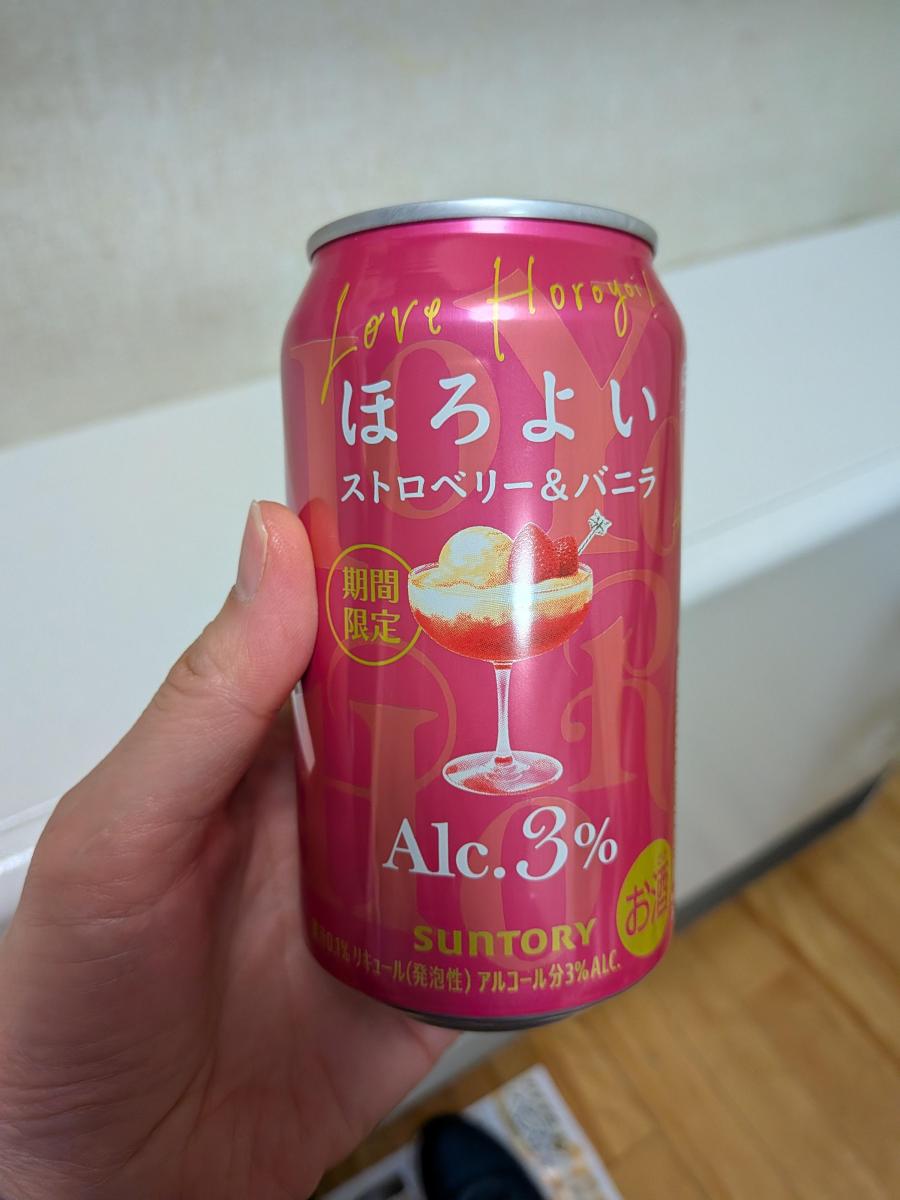 Love Horoyoi!
ほろよい
ストロベリー&バニラ
期間
限定
Alc.3%
お酒
SUNTORY
0.1% リキュール(発泡性) アルコール分3%ALC.